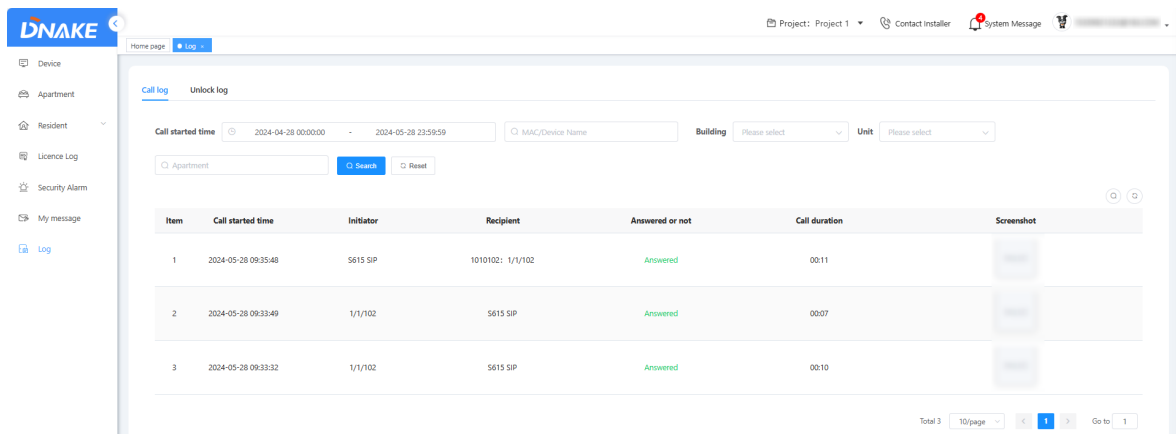 DNAKE
Project: Project 1 Contact Installer 4 System Message
Home page Log ×
Device
Apartment
Resident
Licence Log
Security Alarm
My message
Log
Call log Unlock log
Call started time 2024-04-28 00:00:00 - 2024-05-28 23:59:59 MAC/Device Name Building Please select Unit Please select
Apartment Search Reset
Item Call started time Initiator Recipient Answered or not Call duration Screenshot
1 2024-05-28 09:35:48 S615 SIP 1010102: 1/1/102 Answered 00:11
2 2024-05-28 09:33:49 1/1/102 S615 SIP Answered 00:07
3 2024-05-28 09:33:32 1/1/102 S615 SIP Answered 00:10
Total 3 10/page < 1 > Go to 1